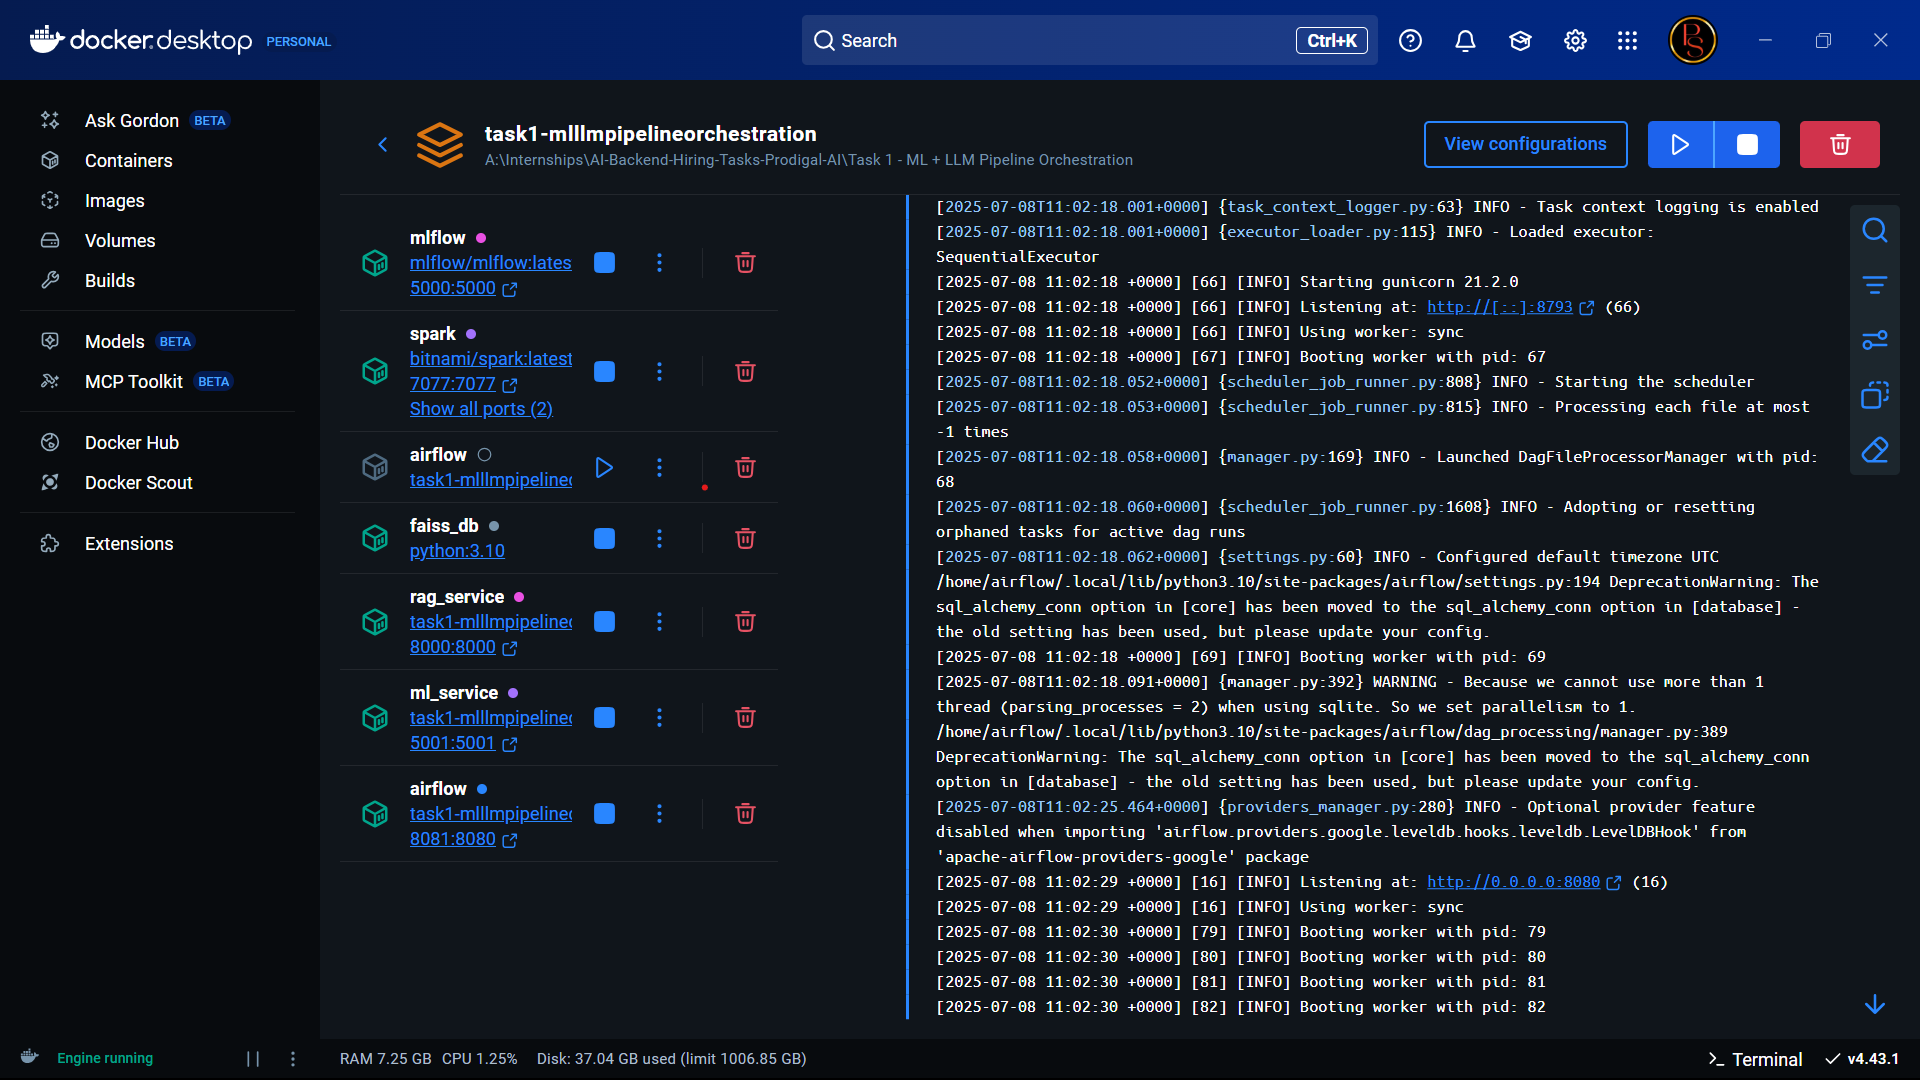 docker.desktop PERSONAL
Search
Ctrl+K
PS
Ask Gordon BETA
Containers
Images
Volumes
Builds
Models BETA
MCP Toolkit BETA
Docker Hub
Docker Scout
Extensions
task1-mlllmpipelineorchestration
A:\Internships\AI-Backend-Hiring-Tasks-Prodigal-AI\Task 1 - ML + LLM Pipeline Orchestration
View configurations
mlflow
mlflow/mlflow:lates
5000:5000
spark
bitnami/spark:latest
7077:7077
Show all ports (2)
airflow
task1-mlllmpipeline
faiss_db
python:3.10
rag_service
task1-mlllmpipeline
8000:8000
ml_service
task1-mlllmpipeline
5001:5001
airflow
task1-mlllmpipeline
8081:8080
[2025-07-08T11:02:18.001+0000] {task_context_logger.py:63} INFO - Task context logging is enabled
[2025-07-08T11:02:18.001+0000] {executor_loader.py:115} INFO - Loaded executor:
SequentialExecutor
[2025-07-08 11:02:18 +0000] [66] [INFO] Starting gunicorn 21.2.0
[2025-07-08 11:02:18 +0000] [66] [INFO] Listening at: http://[::]:8793 (66)
[2025-07-08 11:02:18 +0000] [66] [INFO] Using worker: sync
[2025-07-08 11:02:18 +0000] [67] [INFO] Booting worker with pid: 67
[2025-07-08T11:02:18.052+0000] {scheduler_job_runner.py:808} INFO - Starting the scheduler
[2025-07-08T11:02:18.053+0000] {scheduler_job_runner.py:815} INFO - Processing each file at most
-1 times
[2025-07-08T11:02:18.058+0000] {manager.py:169} INFO - Launched DagFileProcessorManager with pid:
68
[2025-07-08T11:02:18.060+0000] {scheduler_job_runner.py:1608} INFO - Adopting or resetting
orphaned tasks for active dag runs
[2025-07-08T11:02:18.062+0000] {settings.py:60} INFO - Configured default timezone UTC
/home/airflow/.local/lib/python3.10/site-packages/airflow/settings.py:194 DeprecationWarning: The
sql_alchemy_conn option in [core] has been moved to the sql_alchemy_conn option in [database] -
the old setting has been used, but please update your config.
[2025-07-08 11:02:18 +0000] [69] [INFO] Booting worker with pid: 69
[2025-07-08T11:02:18.091+0000] {manager.py:392} WARNING - Because we cannot use more than 1
thread (parsing_processes = 2) when using sqlite. So we set parallelism to 1.
/home/airflow/.local/lib/python3.10/site-packages/airflow/dag_processing/manager.py:389
DeprecationWarning: The sql_alchemy_conn option in [core] has been moved to the sql_alchemy_conn
option in [database] - the old setting has been used, but please update your config.
[2025-07-08T11:02:25.464+0000] {providers_manager.py:280} INFO - Optional provider feature
disabled when importing 'airflow.providers.google.leveldb.hooks.leveldb.LevelDBHook' from
'apache-airflow-providers-google' package
[2025-07-08 11:02:29 +0000] [16] [INFO] Listening at: http://0.0.0.0:8080 (16)
[2025-07-08 11:02:29 +0000] [16] [INFO] Using worker: sync
[2025-07-08 11:02:30 +0000] [79] [INFO] Booting worker with pid: 79
[2025-07-08 11:02:30 +0000] [80] [INFO] Booting worker with pid: 80
[2025-07-08 11:02:30 +0000] [81] [INFO] Booting worker with pid: 81
[2025-07-08 11:02:30 +0000] [82] [INFO] Booting worker with pid: 82
Engine running
RAM 7.25 GB CPU 1.25% Disk: 37.04 GB used (limit 1006.85 GB)
Terminal
v4.43.1